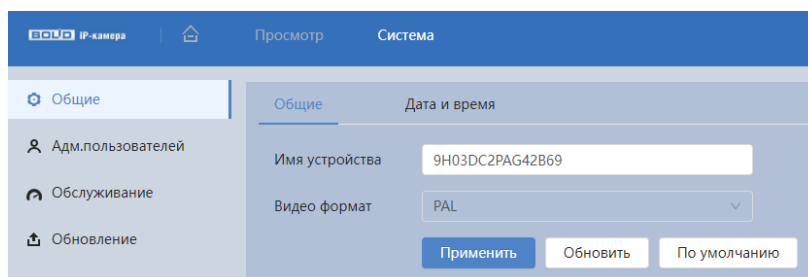 BOLID IP-камера Просмотр Система
Общие
Адм.пользователей
Обслуживание
Обновление
Общие Дата и время
Имя устройства 9H03DC2PAG42B69
Видео формат PAL
Применить Обновить По умолчанию